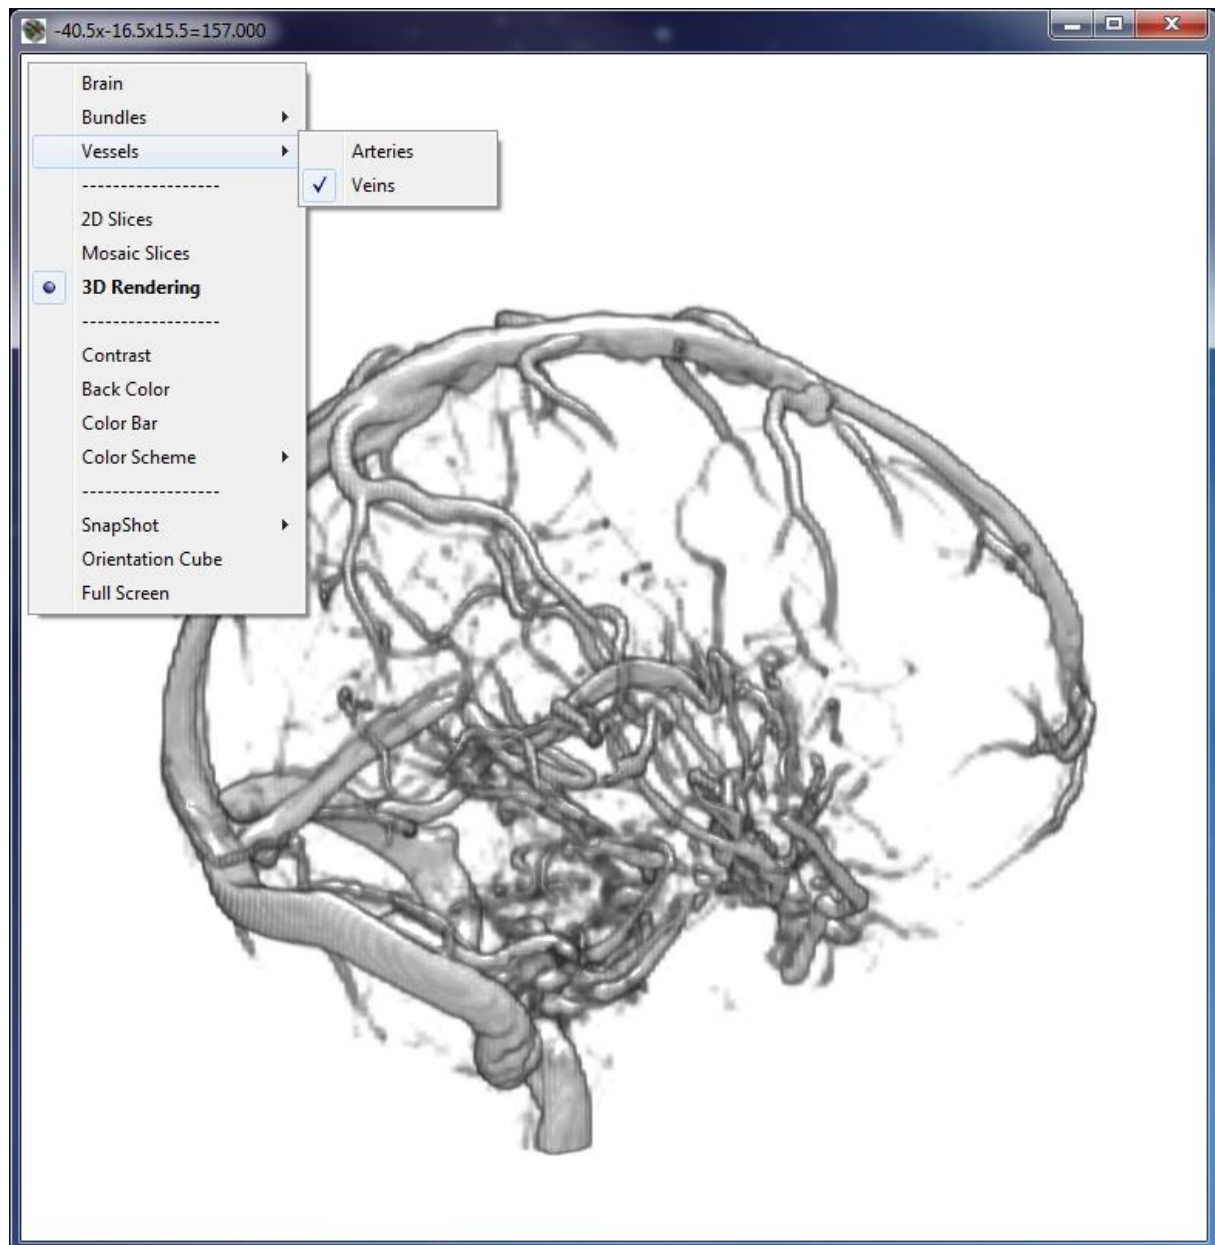 -40.5x-16.5x15.5=157.000
Brain
Bundles
Vessels
Arteries
Veins
------------------
2D Slices
Mosaic Slices
3D Rendering
------------------
Contrast
Back Color
Color Bar
Color Scheme
------------------
SnapShot
Orientation Cube
Full Screen